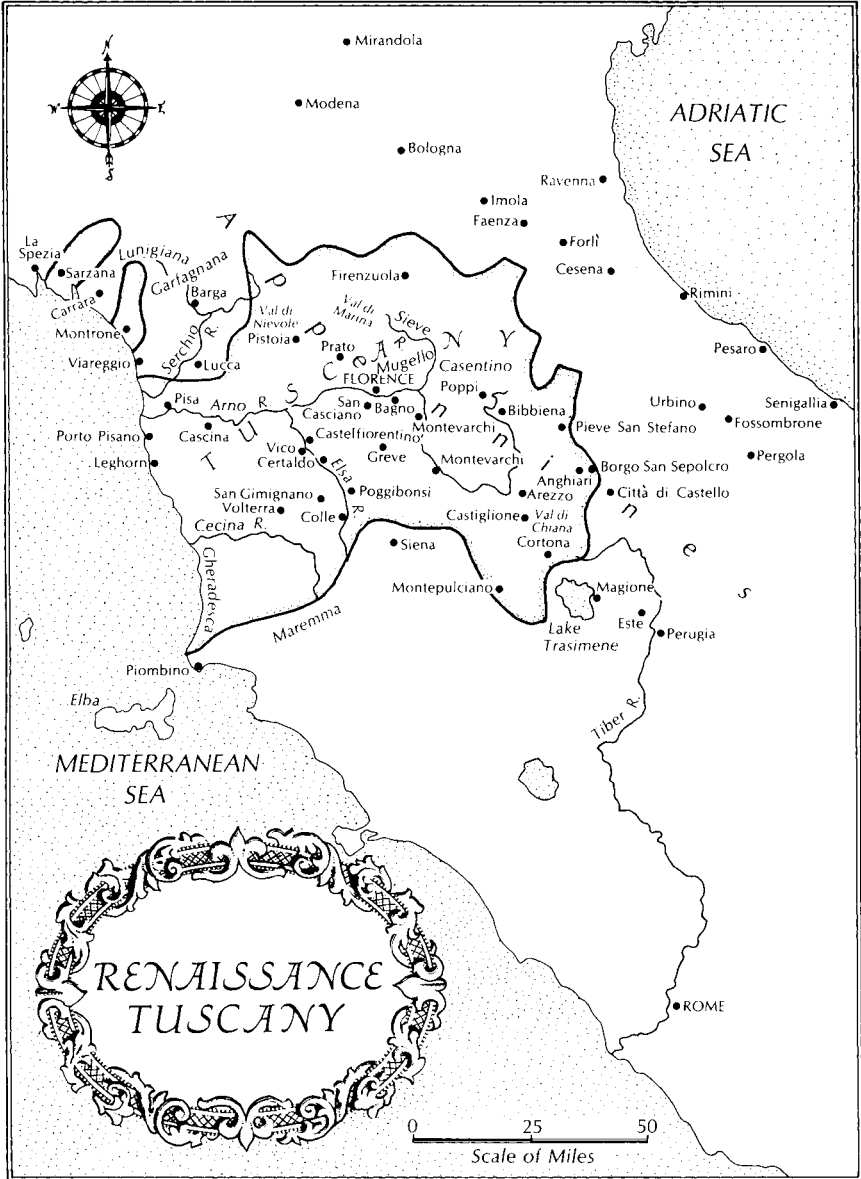 N
W
E
S
Mirandola
Modena
Bologna
ADRIATIC
SEA
Ravenna
Imola
Faenza
Forlì
Cesena
Rimini
Pesaro
La
Spezia
Sarzana
Carrara
Lunigiana
Garfagnana
Barga
Montrone
Viareggio
Serchio
R.
Lucca
Firenzuola
Val di
Nievole
Pistoia
Val di
Marina
Sieve
R.
Prato
Mugello
FLORENCE
Casentino
Poppi
Bibbiena
Urbino
Senigallia
Fossombrone
Pergola
Pieve San Stefano
Pisa
Arno R.
San
Casciano
Bagno
Montevarchi
Porto Pisano
Cascina
Leghorn
Castelfiorentino
Vico
Certaldo
Greve
Montevarchi
Elsa
R.
Anghiari
Borgo San Sepolcro
Arezzo
Città di Castello
San Gimignano
Poggibonsi
Volterra
Colle
Castiglione
Val di
Chiana
Cortona
Cecina R.
Siena
Gheradesca
Montepulciano
Maremma
Magione
Este
Lake
Trasimene
Perugia
Piombino
Elba
Tiber R.
TUSCANY
Apennines
MEDITERRANEAN
SEA
RENAISSANCE
TUSCANY
ROME
0 25 50
Scale of Miles